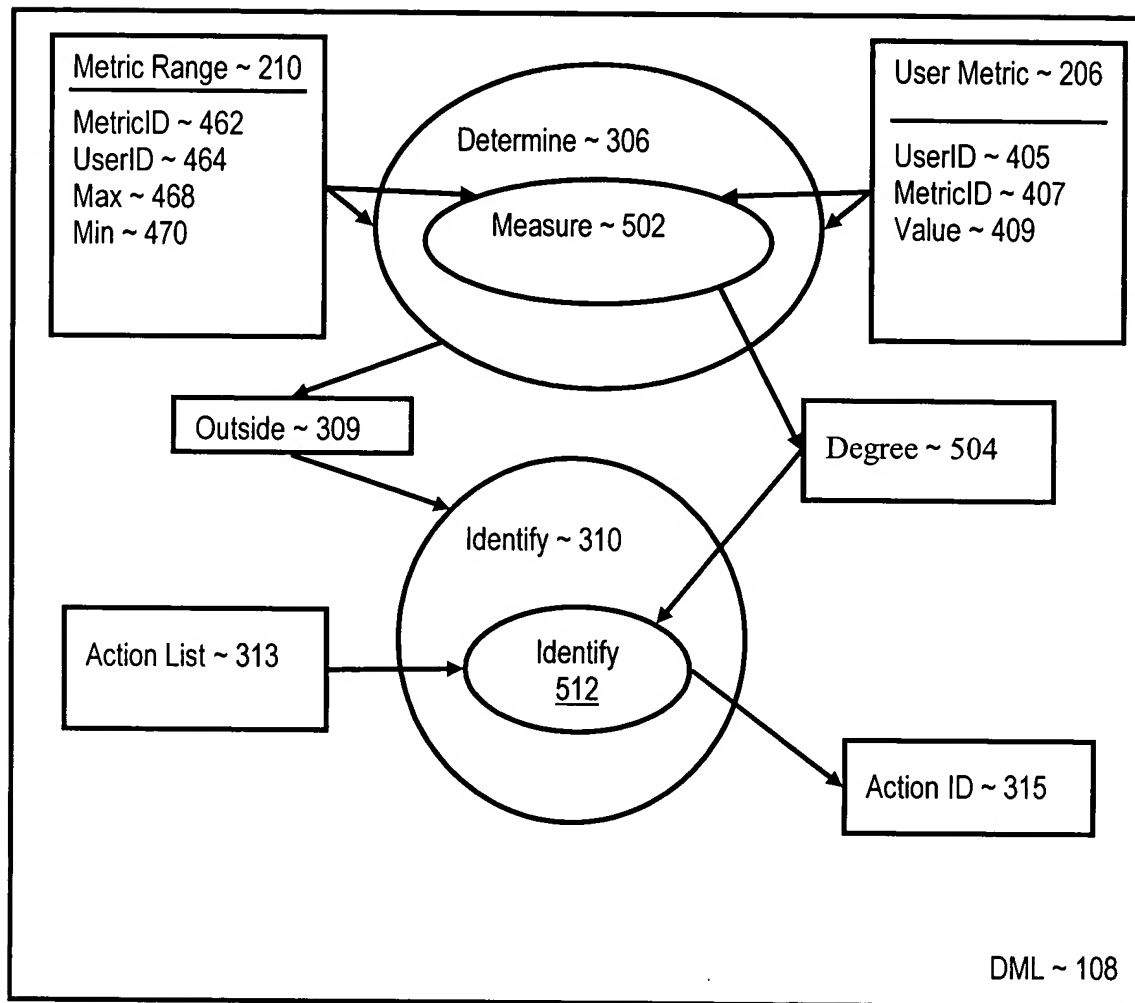 Metric Range ~ 210
MetricID ~ 462
UserID ~ 464
Max ~ 468
Min ~ 470
Determine ~ 306
Measure ~ 502
User Metric ~ 206
UserID ~ 405
MetricID ~ 407
Value ~ 409
Outside ~ 309
Degree ~ 504
Identify ~ 310
Action List ~ 313
Identify
512
Action ID ~ 315
DML ~ 108